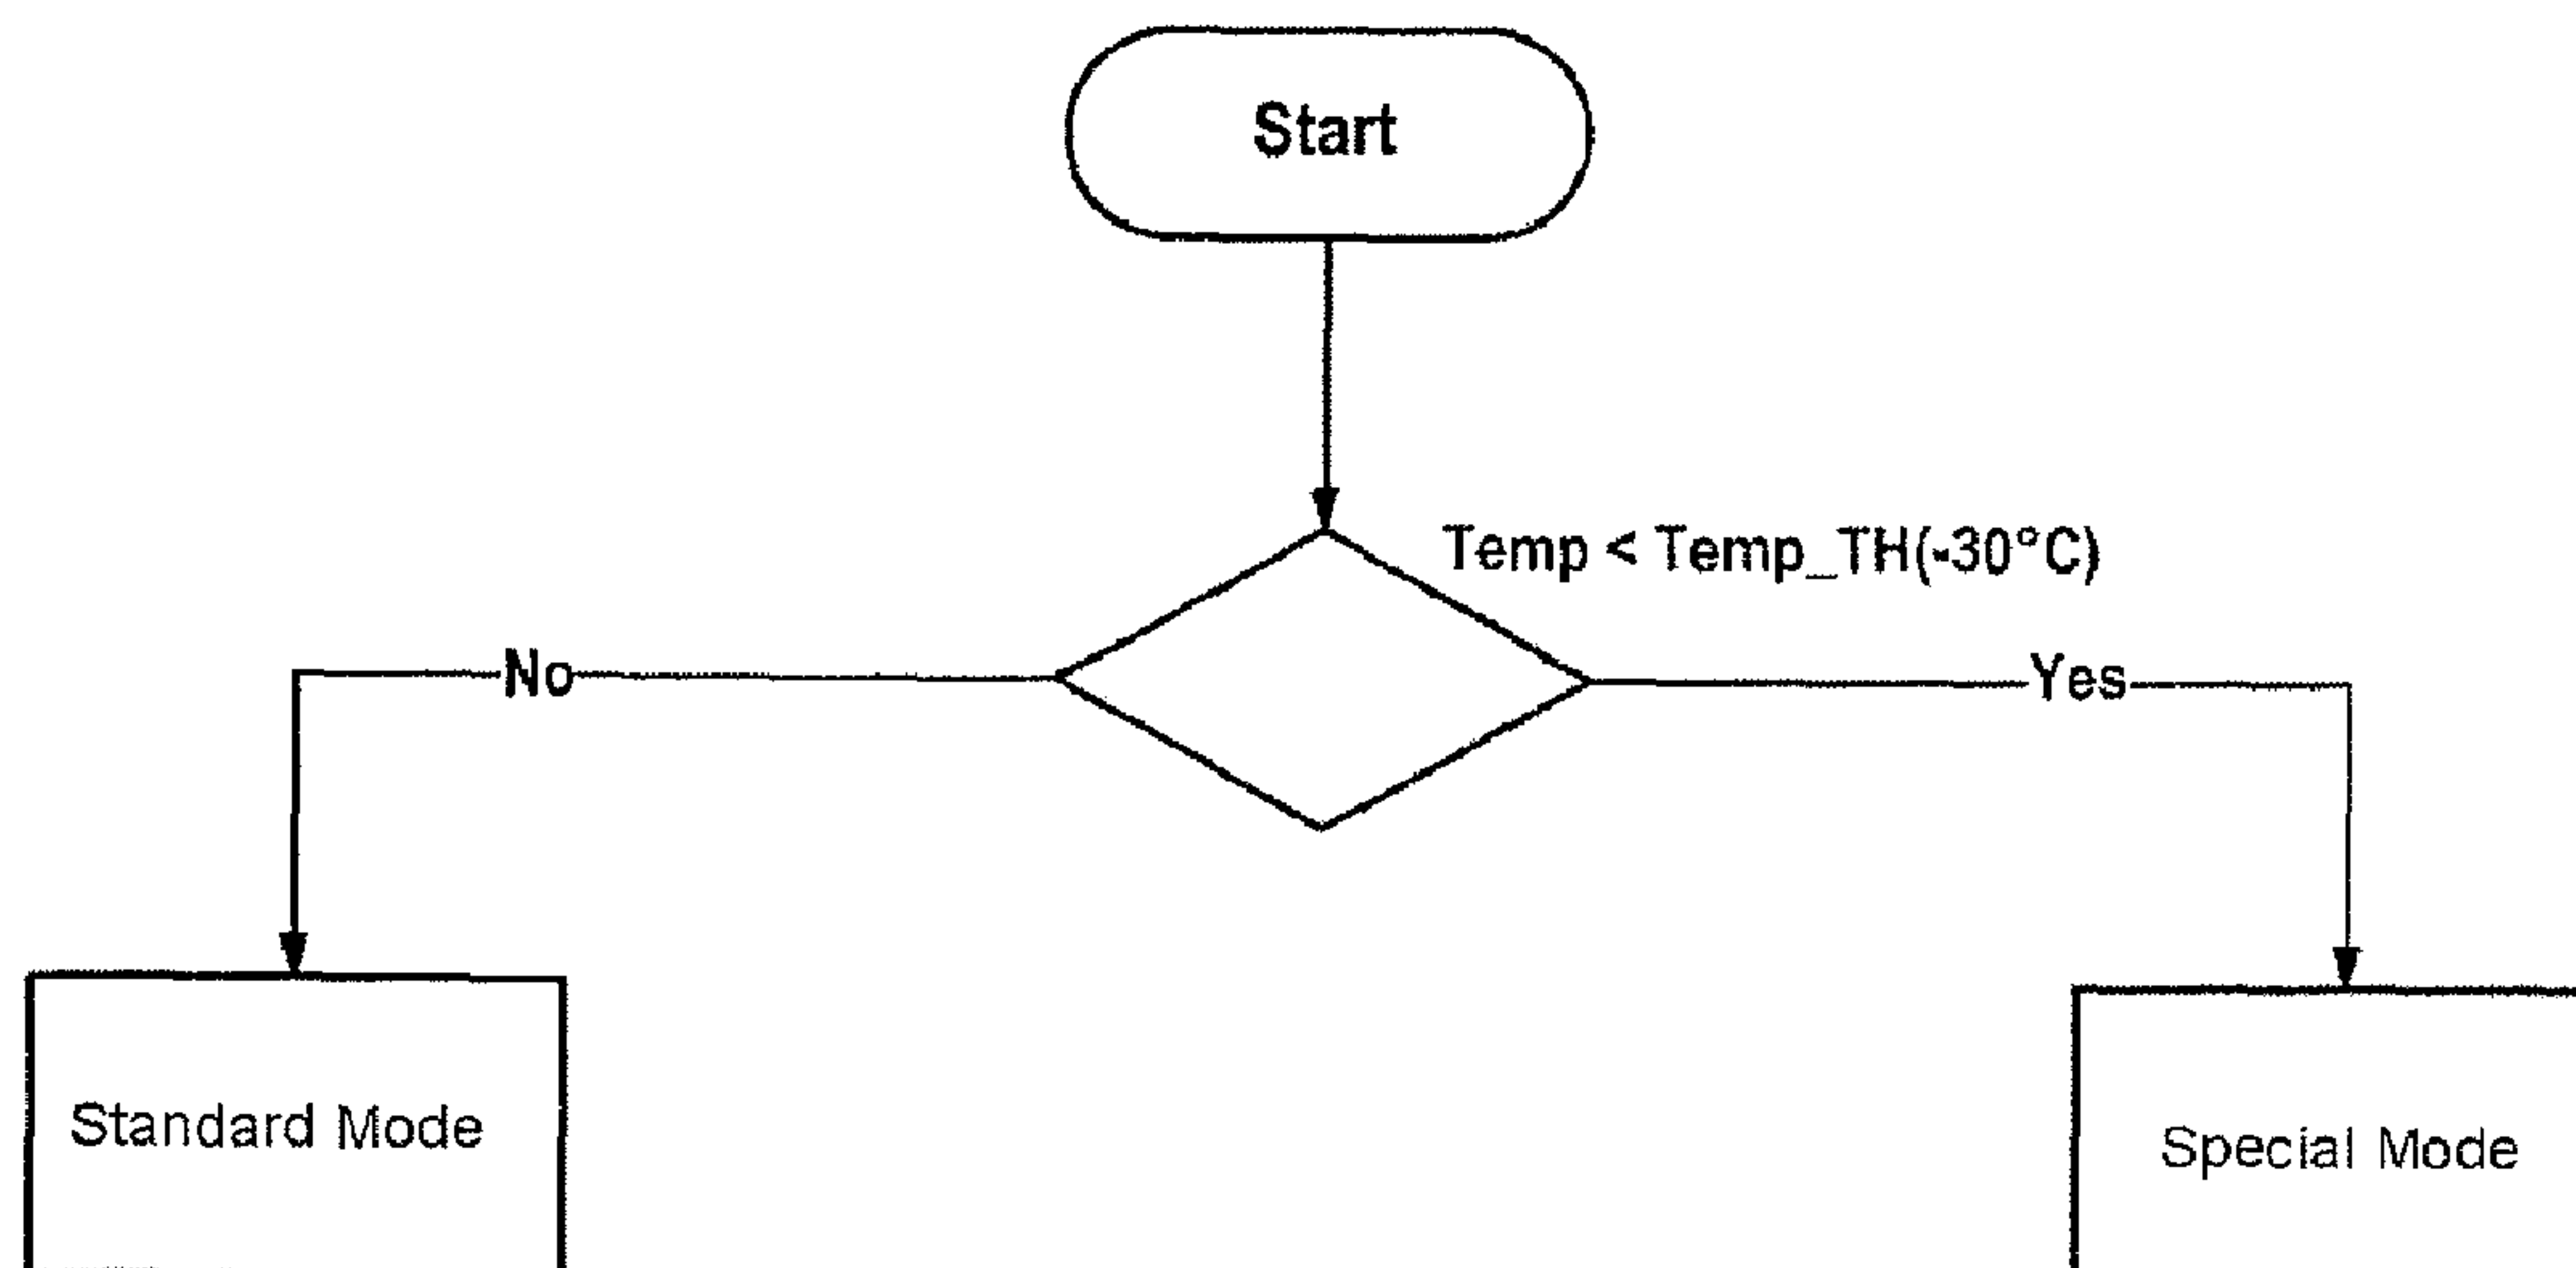 Start
Temp < Temp_TH(-30°C)
No
Yes
Standard Mode
Special Mode